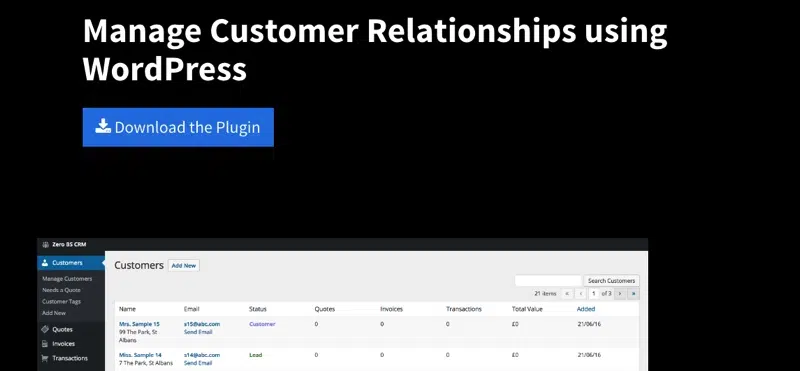 Manage Customer Relationships using
WordPress
Download the Plugin
Zero BS CRM
Customers
Manage Customers
Needs a Quote
Customer Tags
Add New
Quotes
Invoices
Transactions
Customers Add New
Search Customers
21 items « ‹ 1 of 3 › »
Name Email Status Quotes Invoices Transactions Total Value Added
Mrs. Sample 15 s15@abc.com Customer 0 0 0 £0 21/06/16
99 The Park, St Send Email
Albans
Miss. Sample 14 s14@abc.com Lead 0 0 0 £0 21/06/16
7 The Park, St Albans Send Email